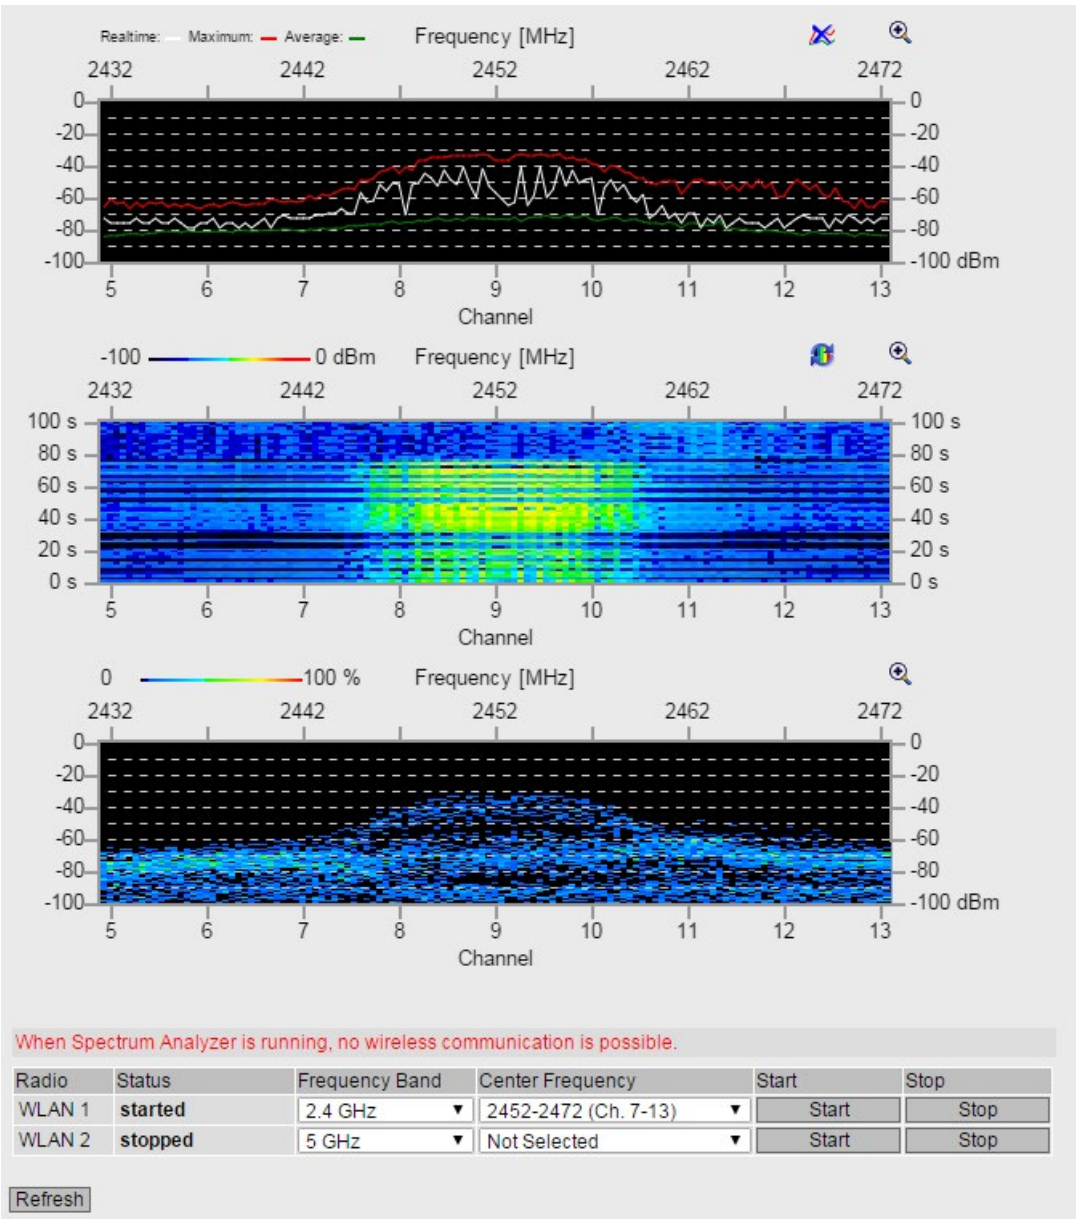 Realtime: Maximum: Average: Frequency [MHz]
2432 2442 2452 2462 2472
0 0
-20 -20
-40 -40
-60 -60
-80 -80
-100 -100 dBm
5 6 7 8 9 10 11 12 13
Channel
-100 0 dBm Frequency [MHz]
2432 2442 2452 2462 2472
100 s 100 s
80 s 80 s
60 s 60 s
40 s 40 s
20 s 20 s
0 s 0 s
5 6 7 8 9 10 11 12 13
Channel
0 100 % Frequency [MHz]
2432 2442 2452 2462 2472
0 0
-20 -20
-40 -40
-60 -60
-80 -80
-100 -100 dBm
5 6 7 8 9 10 11 12 13
Channel
When Spectrum Analyzer is running, no wireless communication is possible.
Radio Status Frequency Band Center Frequency Start Stop
WLAN 1 started 2.4 GHz 2452-2472 (Ch. 7-13) Start Stop
WLAN 2 stopped 5 GHz Not Selected Start Stop
Refresh